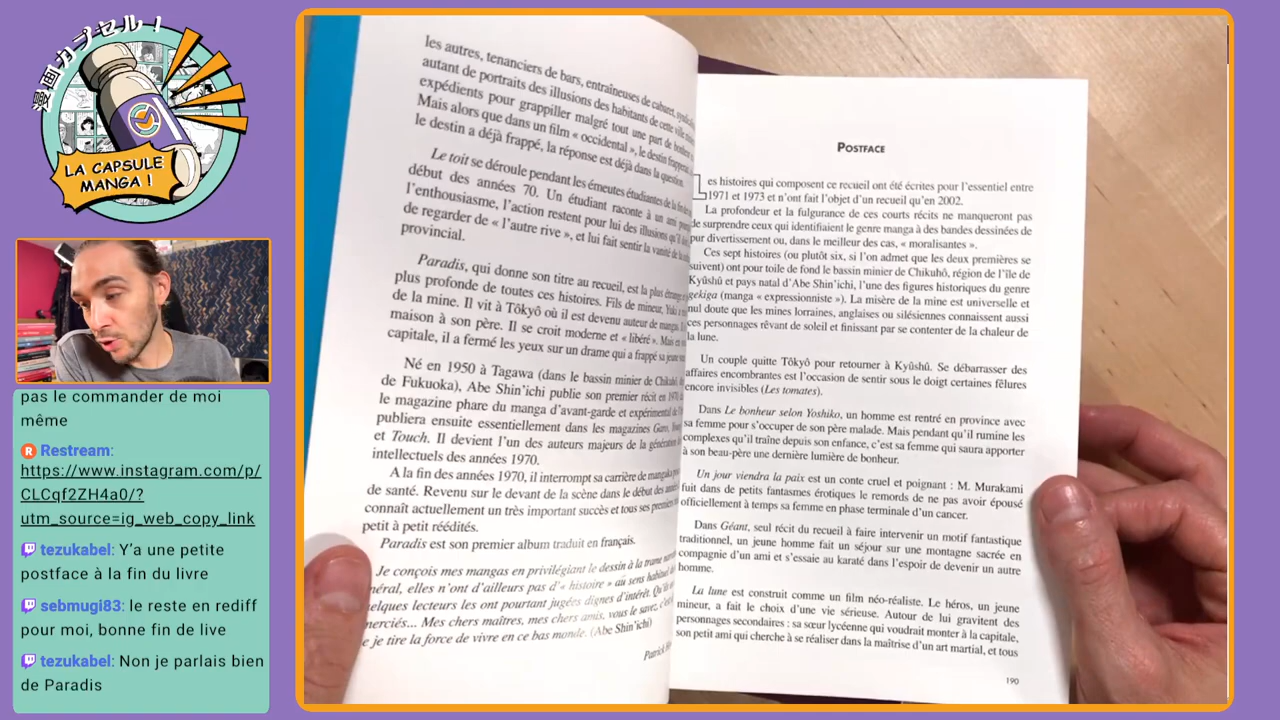 漫画カプセル！
LA CAPSULE
MANGA !
pas le commander de moi
même
Restream:
https://www.instagram.com/p/
CLCqf2ZH4a0/?
utm_source=ig_web_copy_link
tezukabel: Y’a une petite
postface à la fin du livre
sebmugi83: le reste en rediff
pour moi, bonne fin de live
tezukabel: Non je parlais bien
de Paradis
les autres, tenanciers de bars, entraîneuses de cabaret,
autant de portraits des illusions des habitants de cette ville
expédients pour grappiller malgré tout une part de
Mais alors que dans un film « occidental », le destin
le destin a déjà frappé, la réponse est déjà dans la question.
Le toit se déroule pendant les émeutes étudiantes de la fin des
début des années 70. Un étudiant raconte à un ami
l’enthousiasme, l’action restent pour lui des illusions qu’il
de regarder de « l’autre rive », et lui fait sentir la vanité de
provincial.
Paradis, qui donne son titre au recueil, est la plus
plus profonde de toutes ces histoires. Fils de mineur, Yuki a
de la mine. Il vit à Tôkyô où il est devenu auteur de mangas.
maison à son père. Il se croit moderne et « libéré ». Mais
capitale, il a fermé les yeux sur un drame qui a frappé sa
Né en 1950 à Tagawa (dans le bassin minier de Chikuhô,
de Fukuoka), Abe Shin’ichi publie son premier récit en 1970
le magazine phare du manga d’avant-garde et expérimental de
publiera ensuite essentiellement dans les magazines Garo, Young
et Touch. Il devient l’un des auteurs majeurs de la génération
intellectuels des années 1970.
A la fin des années 1970, il interrompt sa carrière de mangaka
de santé. Revenu sur le devant de la scène dans le début des
connaît actuellement un très important succès et tous ses premiers
petit à petit réédités.
Paradis est son premier album traduit en français.
Je conçois mes mangas en privilégiant le dessin à la trame
néral, elles n’ont d’ailleurs pas d’« histoire » au sens habituel
elques lecteurs les ont pourtant jugées dignes d’intérêt. Qu’ils
merciés... Mes chers maîtres, mes chers amis, vous le savez,
e je tire la force de vivre en ce bas monde. (Abe Shin’ichi)
POSTFACE
Les histoires qui composent ce recueil ont été écrites pour l’essentiel entre
1971 et 1973 et n’ont fait l’objet d’un recueil qu’en 2002.
La profondeur et la fulgurance de ces courts récits ne manqueront pas
de surprendre ceux qui identifiaient le genre manga à des bandes dessinées de
pur divertissement ou, dans le meilleur des cas, « moralisantes ».
Ces sept histoires (ou plutôt six, si l’on admet que les deux premières se
suivent) ont pour toile de fond le bassin minier de Chikuhô, région de l’île de
Kyûshû et pays natal d’Abe Shin’ichi, l’une des figures historiques du genre
gekiga (manga « expressionniste »). La misère de la mine est universelle et
nul doute que les mines lorraines, anglaises ou silésiennes connaissent aussi
ces personnages rêvant de soleil et finissant par se contenter de la chaleur de
la lune.
Un couple quitte Tôkyô pour retourner à Kyûshû. Se débarrasser des
affaires encombrantes est l’occasion de sentir sous le doigt certaines fêlures
encore invisibles (Les tomates).
Dans Le bonheur selon Yoshiko, un homme est rentré en province avec
sa femme pour s’occuper de son père malade. Mais pendant qu’il rumine les
complexes qu’il traîne depuis son enfance, c’est sa femme qui saura apporter
à son beau-père une dernière lumière de bonheur.
Un jour viendra la paix est un conte cruel et poignant : M. Murakami
fuit dans de petits fantasmes érotiques le remords de ne pas avoir épousé
officiellement à temps sa femme en phase terminale d’un cancer.
Dans Géant, seul récit du recueil à faire intervenir un motif fantastique
traditionnel, un jeune homme fait un séjour sur une montagne sacrée en
compagnie d’un ami et s’essaie au karaté dans l’espoir de devenir un autre
homme.
La lune est construit comme un film néo-réaliste. Le héros, un jeune
mineur, a fait le choix d’une vie sérieuse. Autour de lui gravitent des
personnages secondaires : sa sœur lycéenne qui voudrait monter à la capitale,
son petit ami qui cherche à se réaliser dans la maîtrise d’un art martial, et tous
190